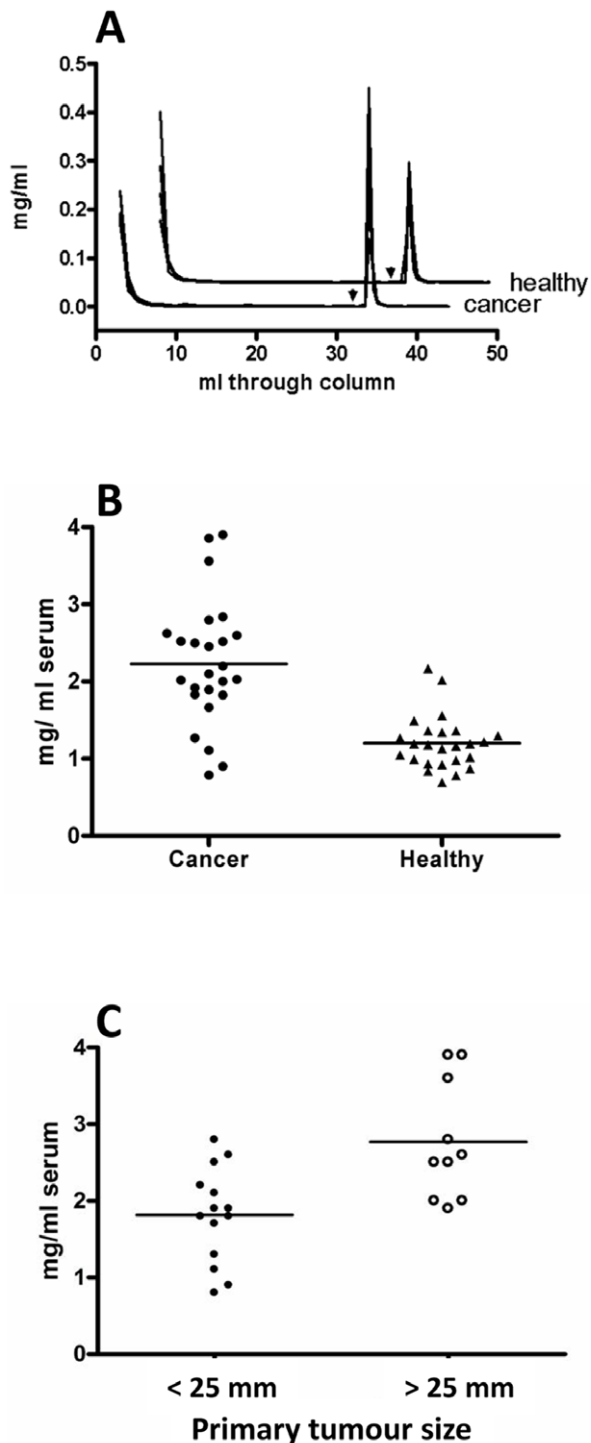 A
0.5
0.4
0.3
0.2
0.1
0.0
mg/ml
healthy
cancer
0 10 20 30 40 50
ml through column
B
4
3
2
1
0
mg/ ml serum
Cancer Healthy
C
4
3
2
1
0
mg/ml serum
< 25 mm > 25 mm
Primary tumour size